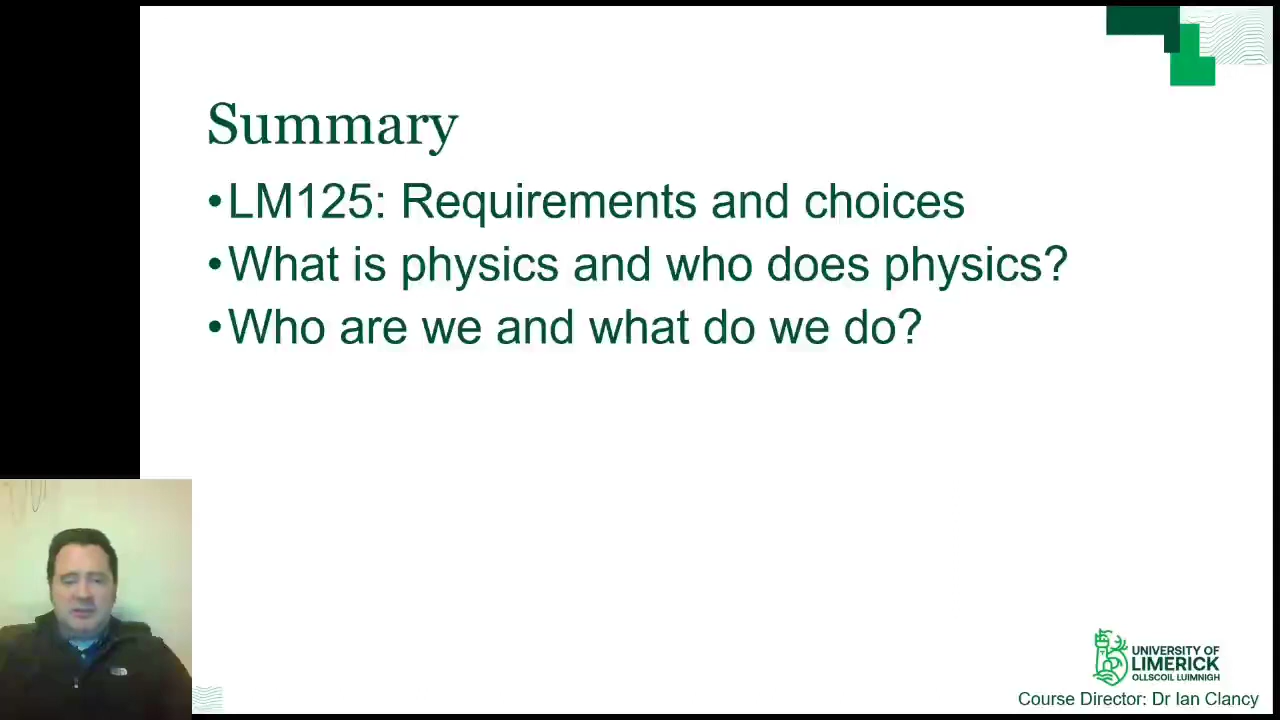 Summary
•LM125: Requirements and choices
•What is physics and who does physics?
•Who are we and what do we do?
UNIVERSITY OF
LIMERICK
OLLSCOIL LUIMNIGH
Course Director: Dr Ian Clancy